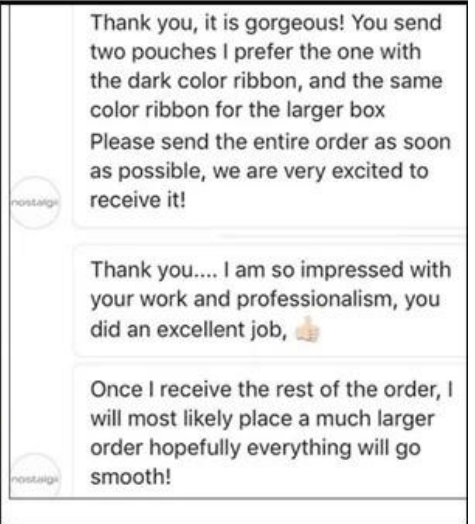 Thank you, it is gorgeous! You send
two pouches I prefer the one with
the dark color ribbon, and the same
color ribbon for the larger box
Please send the entire order as soon
as possible, we are very excited to
nostalgi
receive it!
Thank you.... I am so impressed with
your work and professionalism, you
did an excellent job, 👍🏻
Once I receive the rest of the order, I
will most likely place a much larger
order hopefully everything will go
nostalgi
smooth!